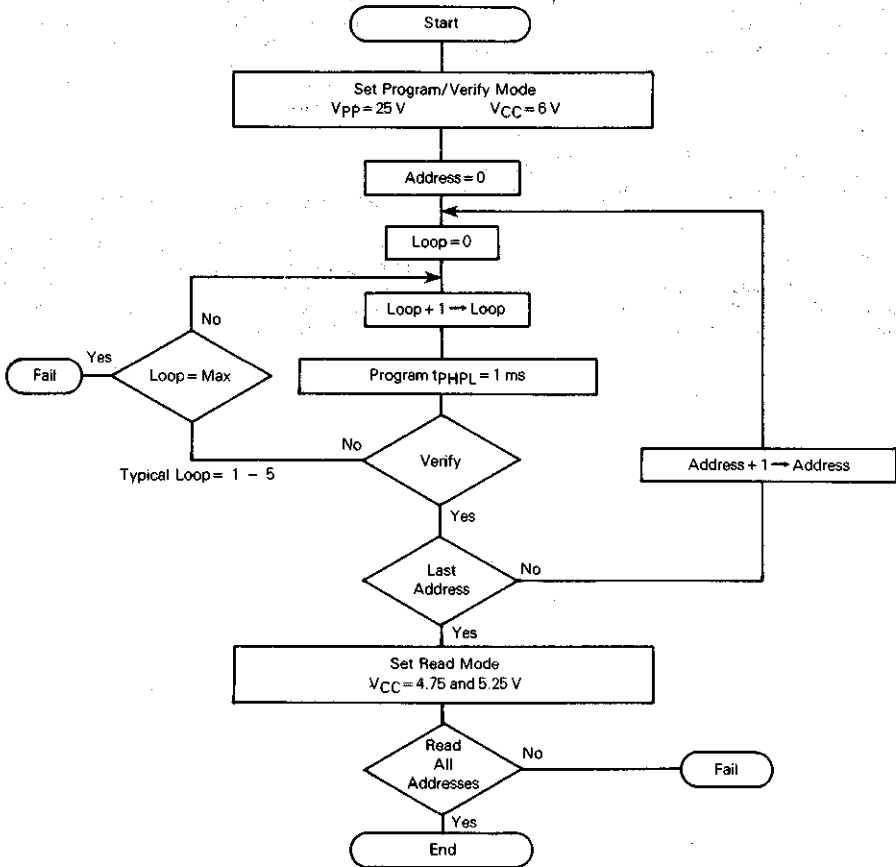 Start
Set Program/Verify Mode
VPP = 25 V VCC = 6 V
Address = 0
Loop = 0
Loop + 1 → Loop
No
Yes
Fail
Loop = Max
Program tPHPL = 1 ms
No
Verify
Typical Loop = 1 – 5
Address + 1 → Address
Yes
Last
Address
No
Yes
Set Read Mode
VCC = 4.75 and 5.25 V
Read
All
Addresses
No
Fail
Yes
End